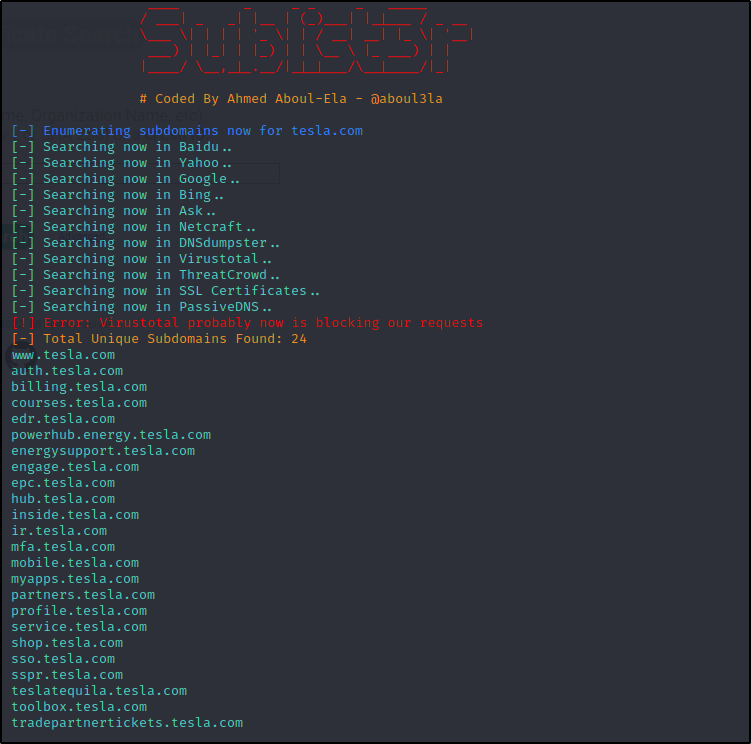 Sublist3r
# Coded By Ahmed Aboul-Ela - @aboul3la
[-] Enumerating subdomains now for tesla.com
[-] Searching now in Baidu..
[-] Searching now in Yahoo..
[-] Searching now in Google..
[-] Searching now in Bing..
[-] Searching now in Ask..
[-] Searching now in Netcraft..
[-] Searching now in DNSdumpster..
[-] Searching now in Virustotal..
[-] Searching now in ThreatCrowd..
[-] Searching now in SSL Certificates..
[-] Searching now in PassiveDNS..
[!] Error: Virustotal probably now is blocking our requests
[-] Total Unique Subdomains Found: 24
www.tesla.com
auth.tesla.com
billing.tesla.com
courses.tesla.com
edr.tesla.com
powerhub.energy.tesla.com
energysupport.tesla.com
engage.tesla.com
epc.tesla.com
hub.tesla.com
inside.tesla.com
ir.tesla.com
mfa.tesla.com
mobile.tesla.com
myapps.tesla.com
partners.tesla.com
profile.tesla.com
service.tesla.com
shop.tesla.com
sso.tesla.com
sspr.tesla.com
teslatequila.tesla.com
toolbox.tesla.com
tradepartnertickets.tesla.com